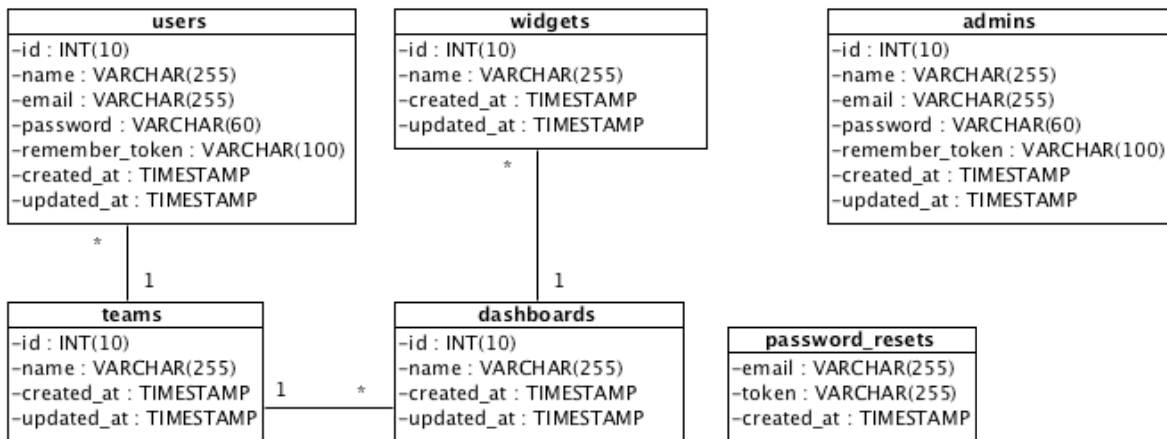 users
-id : INT(10)
-name : VARCHAR(255)
-email : VARCHAR(255)
-password : VARCHAR(60)
-remember_token : VARCHAR(100)
-created_at : TIMESTAMP
-updated_at : TIMESTAMP
widgets
-id : INT(10)
-name : VARCHAR(255)
-created_at : TIMESTAMP
-updated_at : TIMESTAMP
admins
-id : INT(10)
-name : VARCHAR(255)
-email : VARCHAR(255)
-password : VARCHAR(60)
-remember_token : VARCHAR(100)
-created_at : TIMESTAMP
-updated_at : TIMESTAMP
*
1
*
1
teams
-id : INT(10)
-name : VARCHAR(255)
-created_at : TIMESTAMP
-updated_at : TIMESTAMP
1
*
dashboards
-id : INT(10)
-name : VARCHAR(255)
-created_at : TIMESTAMP
-updated_at : TIMESTAMP
password_resets
-email : VARCHAR(255)
-token : VARCHAR(255)
-created_at : TIMESTAMP